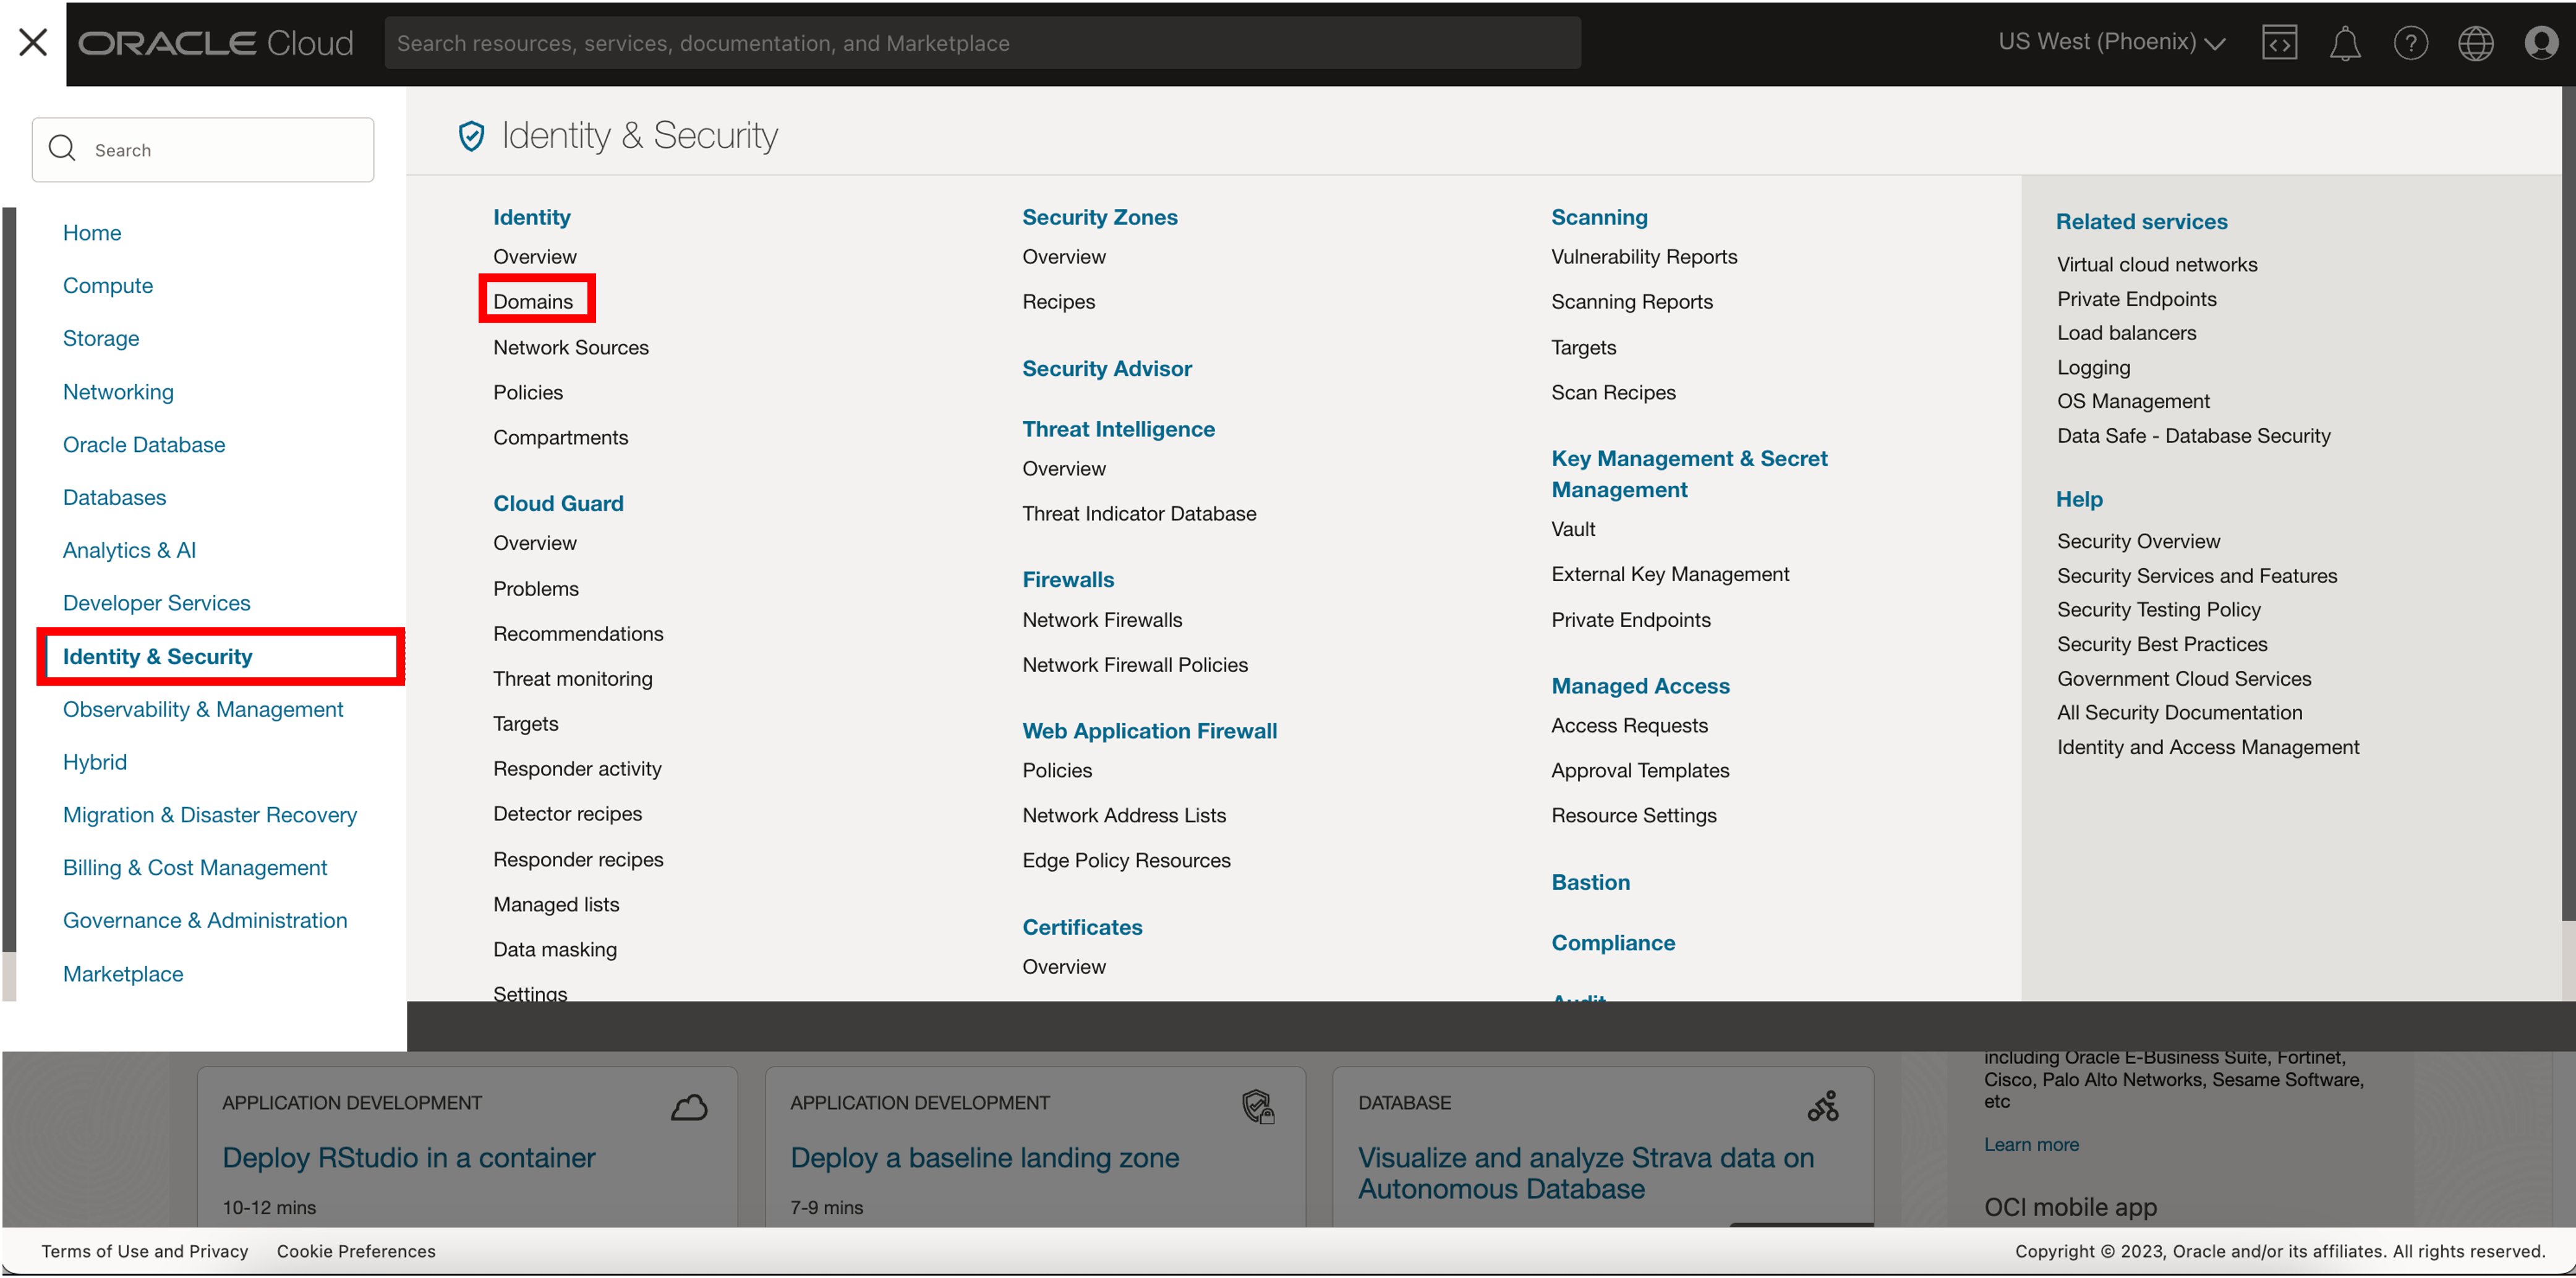 ORACLE Cloud
Search resources, services, documentation, and Marketplace
US West (Phoenix)
Search
Home
Compute
Storage
Networking
Oracle Database
Databases
Analytics & AI
Developer Services
Identity & Security
Observability & Management
Hybrid
Migration & Disaster Recovery
Billing & Cost Management
Governance & Administration
Marketplace
Identity & Security
Identity
Overview
Domains
Network Sources
Policies
Compartments
Cloud Guard
Overview
Problems
Recommendations
Threat monitoring
Targets
Responder activity
Detector recipes
Responder recipes
Managed lists
Data masking
Settings
Security Zones
Overview
Recipes
Security Advisor
Threat Intelligence
Overview
Threat Indicator Database
Firewalls
Network Firewalls
Network Firewall Policies
Web Application Firewall
Policies
Network Address Lists
Edge Policy Resources
Certificates
Overview
Scanning
Vulnerability Reports
Scanning Reports
Targets
Scan Recipes
Key Management & Secret
Management
Vault
External Key Management
Private Endpoints
Managed Access
Access Requests
Approval Templates
Resource Settings
Bastion
Compliance
Audit
Related services
Virtual cloud networks
Private Endpoints
Load balancers
Logging
OS Management
Data Safe - Database Security
Help
Security Overview
Security Services and Features
Security Testing Policy
Security Best Practices
Government Cloud Services
All Security Documentation
Identity and Access Management
APPLICATION DEVELOPMENT
Deploy RStudio in a container
10-12 mins
APPLICATION DEVELOPMENT
Deploy a baseline landing zone
7-9 mins
DATABASE
Visualize and analyze Strava data on
Autonomous Database
including Oracle E-Business Suite, Fortinet,
Cisco, Palo Alto Networks, Sesame Software,
etc
Learn more
OCI mobile app
Terms of Use and Privacy
Cookie Preferences
Copyright © 2023, Oracle and/or its affiliates. All rights reserved.